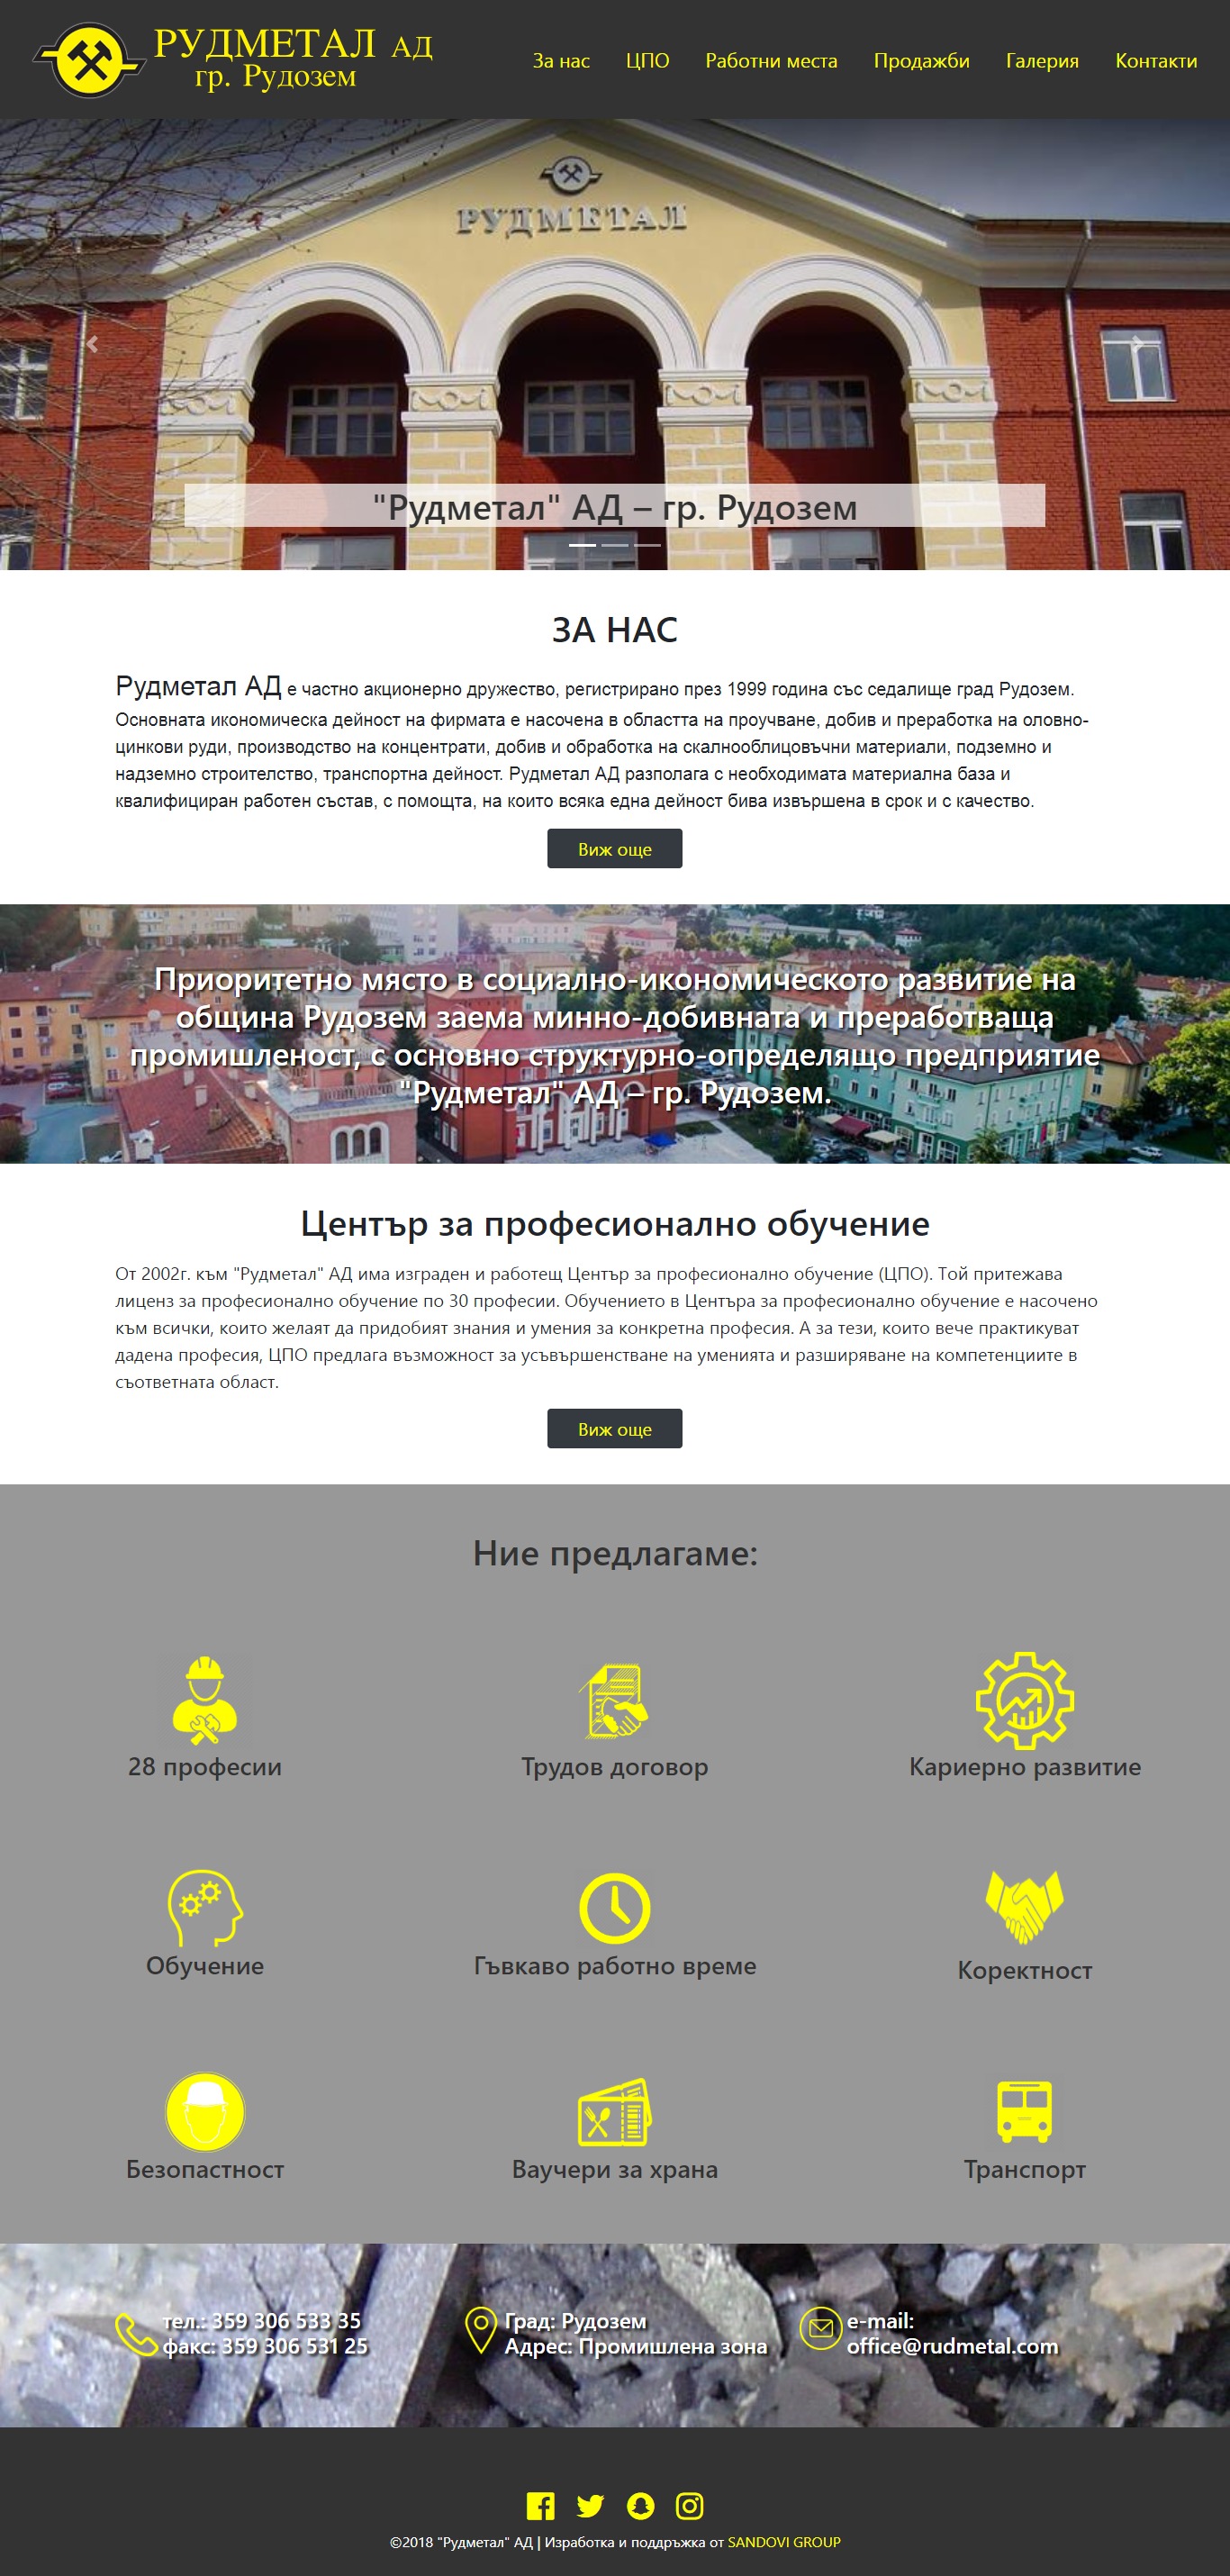 РУДМЕТАЛ АД
гр. Рудозем
За нас ЦПО Работни места Продажби Галерия Контакти
РУДМЕТАЛ
"Рудметал" АД – гр. Рудозем
ЗА НАС
Рудметал АД е частно акционерно дружество, регистрирано през 1999 година със седалище град Рудозем.
Основната икономическа дейност на фирмата е насочена в областта на проучване, добив и преработка на оловно-
цинкови руди, производство на концентрати, добив и обработка на скалнооблицовъчни материали, подземно и
надземно строителство, транспортна дейност. Рудметал АД разполага с необходимата материална база и
квалифициран работен състав, с помощта, на които всяка една дейност бива извършена в срок и с качество.
Виж още
Приоритетно място в социално-икономическото развитие на
община Рудозем заема минно-добивната и преработваща
промишленост, с основно структурно-определящо предприятие
"Рудметал" АД – гр. Рудозем.
Център за професионално обучение
От 2002г. към "Рудметал" АД има изграден и работещ Център за професионално обучение (ЦПО). Той притежава
лиценз за професионално обучение по 30 професии. Обучението в Центъра за професионално обучение е насочено
към всички, които желаят да придобият знания и умения за конкретна професия. А за тези, които вече практикуват
дадена професия, ЦПО предлага възможност за усъвършенстване на уменията и разширяване на компетенциите в
съответната област.
Виж още
Ние предлагаме:
28 професии
Трудов договор
Кариерно развитие
Обучение
Гъвкаво работно време
Коректност
Безопастност
Ваучери за храна
Транспорт
тел.: 359 306 533 35
факс: 359 306 531 25
Град: Рудозем
Адрес: Промишлена зона
e-mail:
office@rudmetal.com
©2018 "Рудметал" АД | Изработка и поддръжка от SANDOVI GROUP